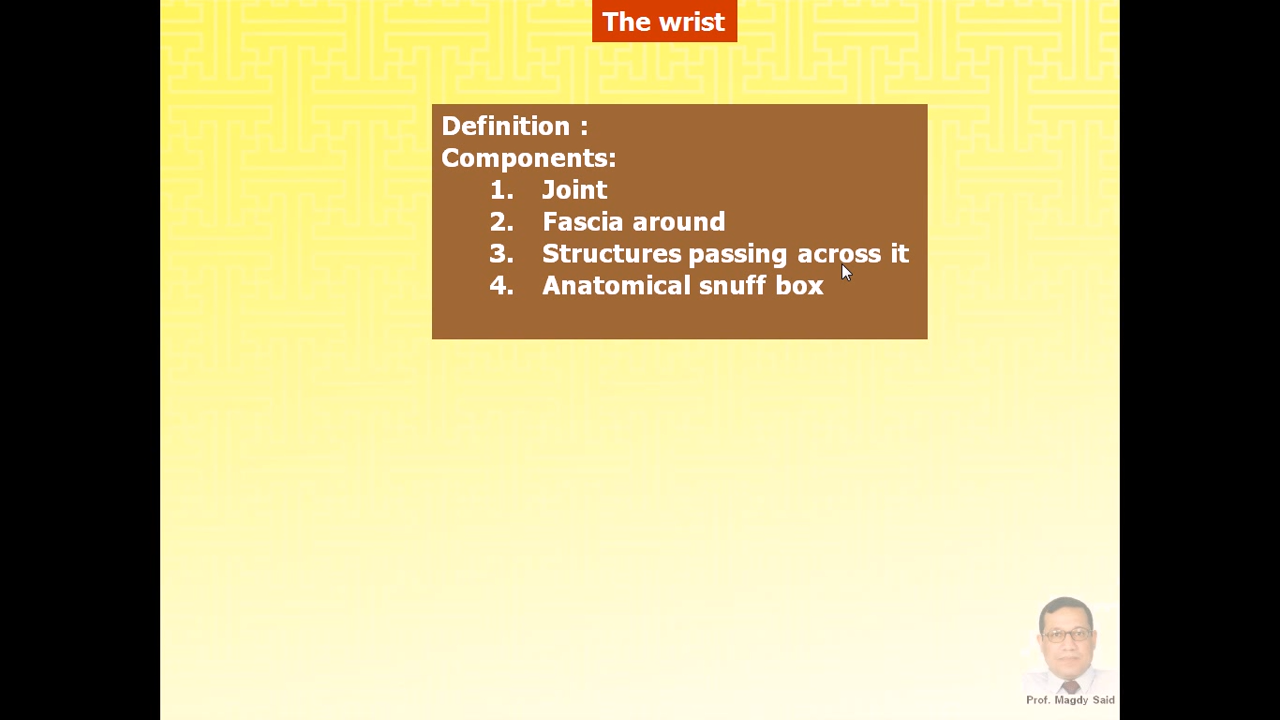 The wrist
Definition :
Components:
1. Joint
2. Fascia around
3. Structures passing across it
4. Anatomical snuff box
Prof. Magdy Said